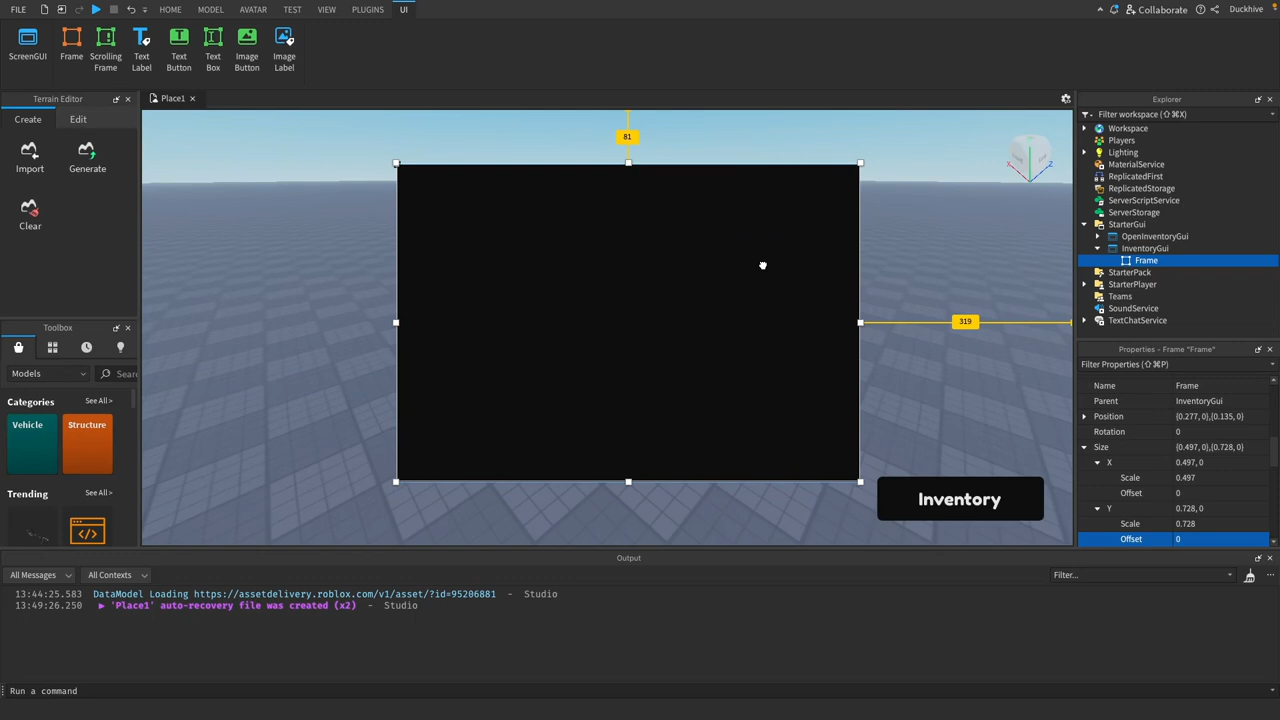 FILE HOME MODEL AVATAR TEST VIEW PLUGINS UI Collaborate Duckhive
ScreenGUI Frame Scrolling Frame Text Label Text Button Text Box Image Button Image Label
Terrain Editor
Create Edit
Import Generate
Clear
Toolbox
Models Sear
Categories See All >
Vehicle Structure
Trending See All >
Place1
81
319
Inventory
Explorer
Filter workspace (⇧⌘X)
Workspace
Players
Lighting
MaterialService
ReplicatedFirst
ReplicatedStorage
ServerScriptService
ServerStorage
StarterGui
OpenInventoryGui
InventoryGui
Frame
StarterPack
StarterPlayer
Teams
SoundService
TextChatService
Properties - Frame "Frame"
Filter Properties (⇧⌘P)
Name Frame
Parent InventoryGui
Position {0.277, 0},{0.135, 0}
Rotation 0
Size {0.497, 0},{0.728, 0}
X 0.497, 0
Scale 0.497
Offset 0
Y 0.728, 0
Scale 0.728
Offset 0
Output
All Messages All Contexts Filter...
13:44:25.583 DataModel Loading https://assetdelivery.roblox.com/v1/asset/?id=95206881 - Studio
13:49:26.250 ▶ 'Place1' auto-recovery file was created (x2) - Studio
Run a command